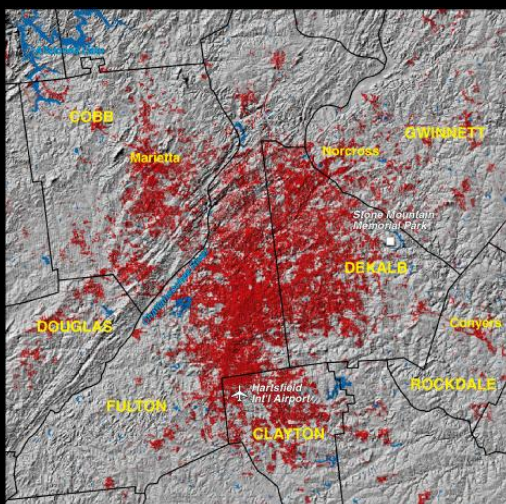 COBB
GWINNETT
Marietta
Norcross
Stone Mountain
Memorial Park
DEKALB
DOUGLAS
Conyers
ROCKDALE
Hartsfield
Int'l Airport
FULTON
CLAYTON